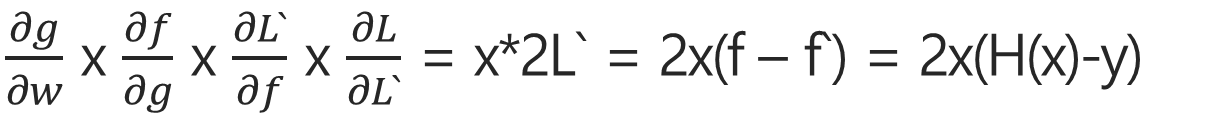 ∂g/∂w x ∂f/∂g x ∂L`/∂f x ∂L/∂L` = x*2L` = 2x(f − f`) = 2x(H(x)-y)